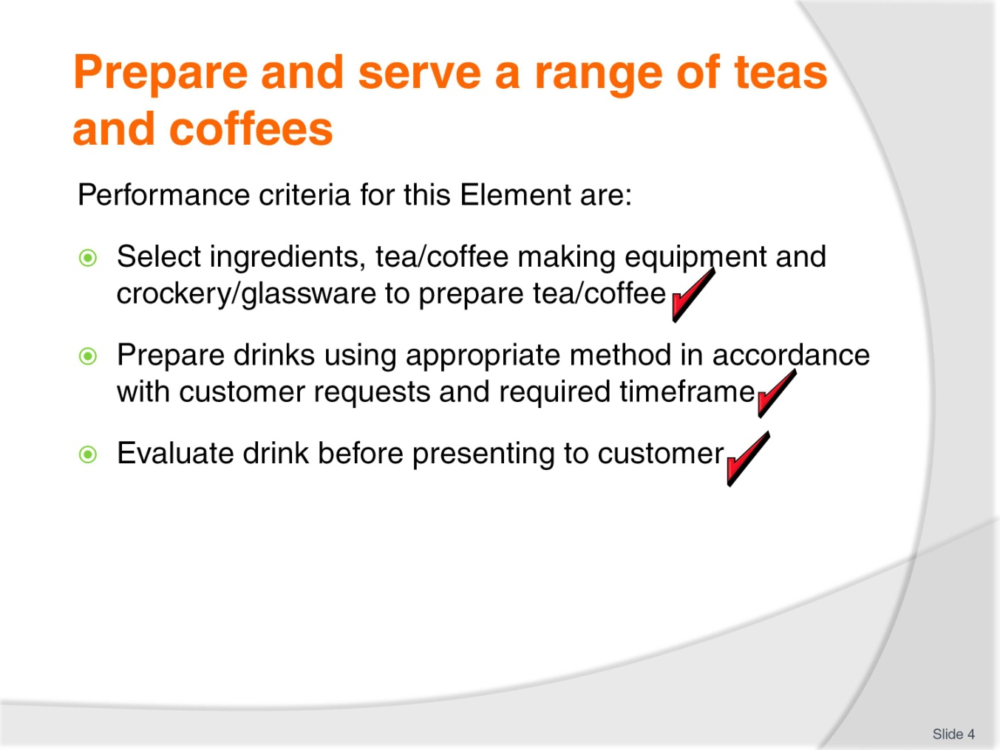 Prepare and serve a range of teas
and coffees
Performance criteria for this Element are:
Select ingredients, tea/coffee making equipment and
crockery/glassware to prepare tea/coffee
Prepare drinks using appropriate method in accordance
with customer requests and required timeframe
Evaluate drink before presenting to customer
Slide 4